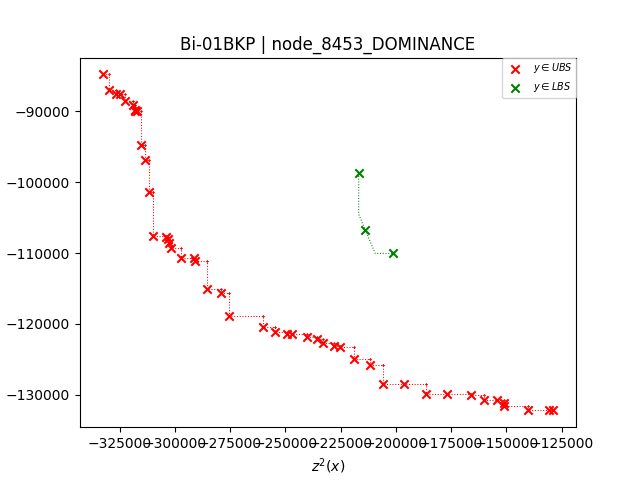 Bi-01BKP | node_8453_DOMINANCE
y ∈ UBS
y ∈ LBS
−90000
−100000
−110000
−120000
−130000
−325000 −300000 −275000 −250000 −225000 −200000 −175000 −150000 −125000
z²(x)